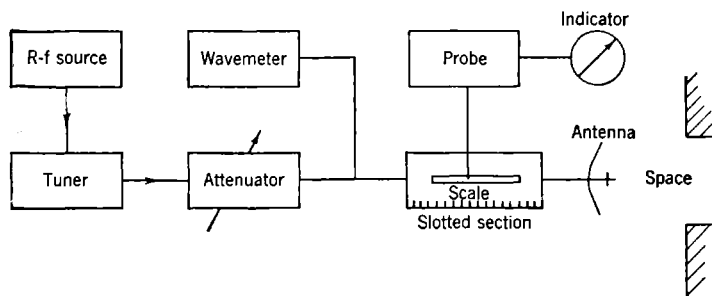 Indicator
R-f source
Wavemeter
Probe
Antenna
Tuner
Attenuator
Scale
Space
Slotted section